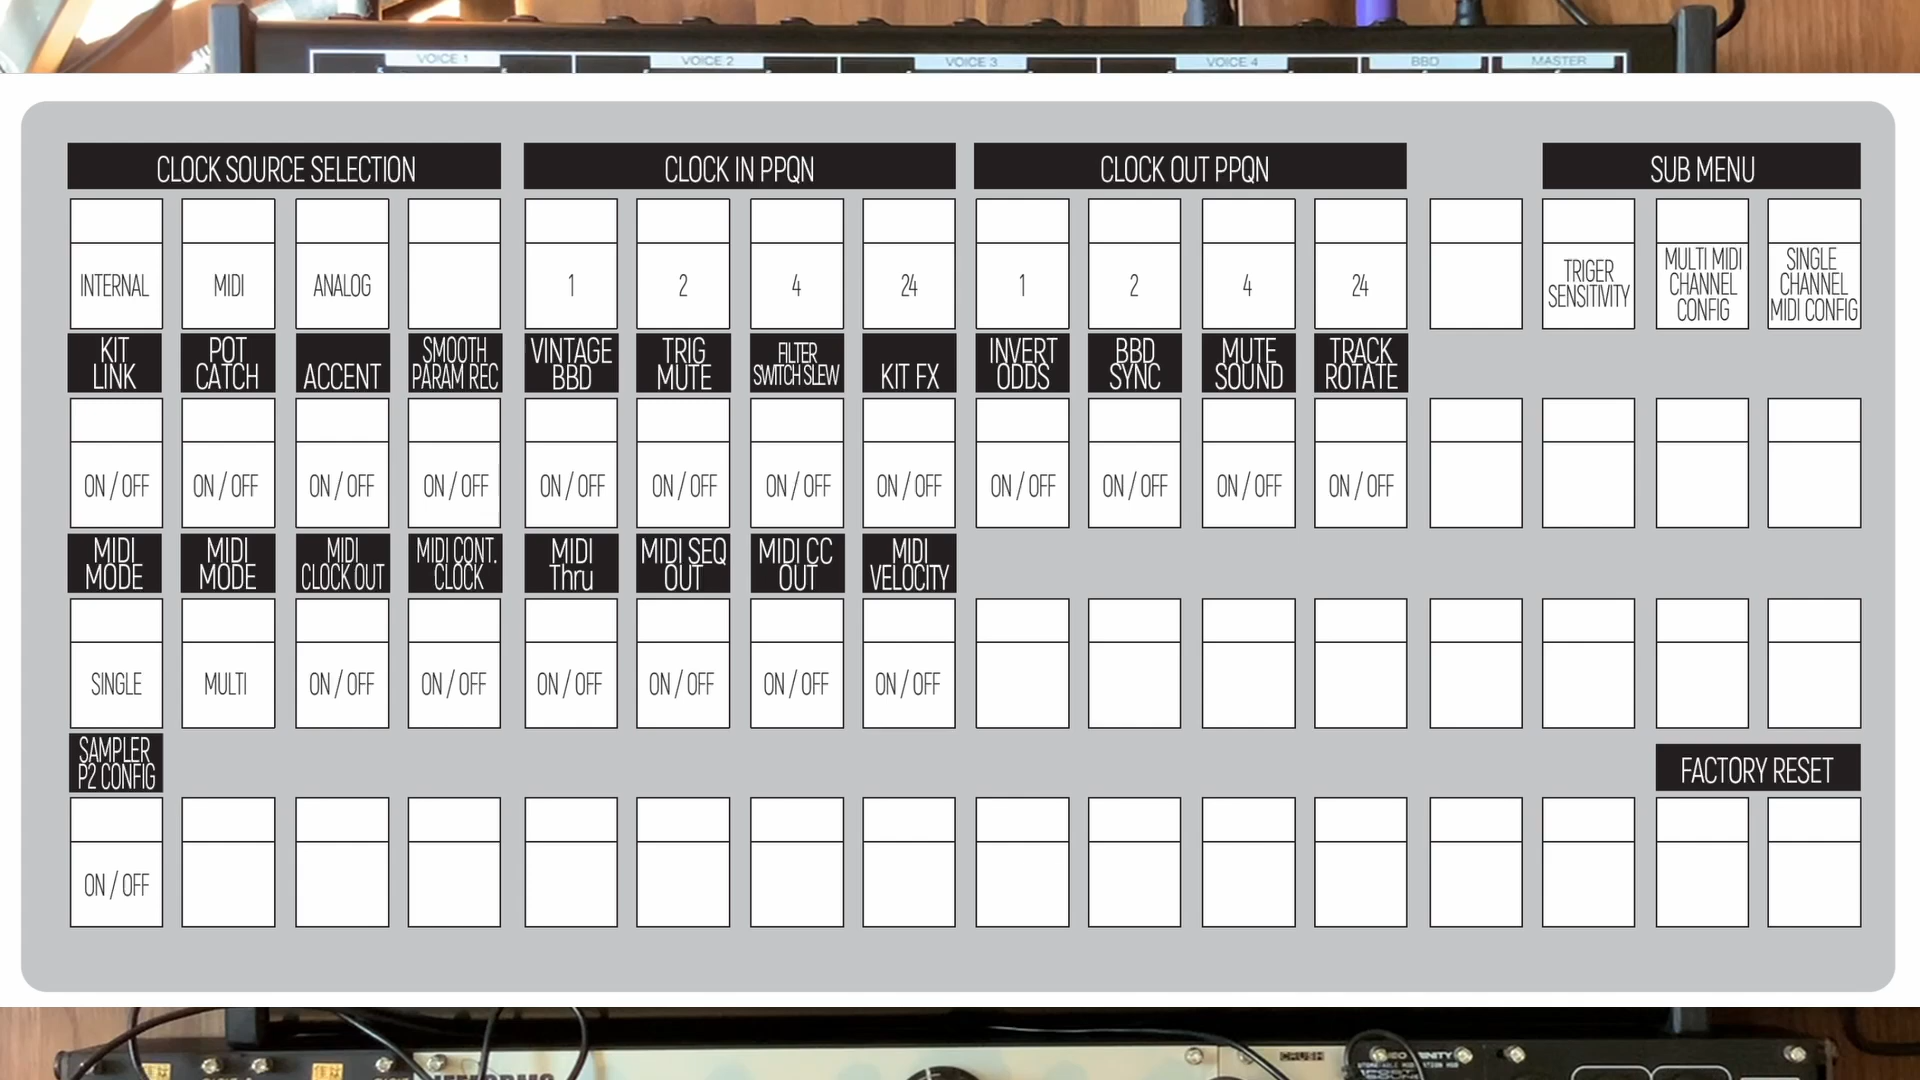 VOICE 1 VOICE 2 VOICE 3 VOICE 4 BBD MASTER
CLOCK SOURCE SELECTION CLOCK IN PPQN CLOCK OUT PPQN SUB MENU
INTERNAL MIDI ANALOG 1 2 4 24 1 2 4 24
TRIGER
SENSITIVITY
MULTI MIDI
CHANNEL
CONFIG
SINGLE
CHANNEL
MIDI CONFIG
KIT
LINK
POT
CATCH
ACCENT
SMOOTH
PARAM REC
VINTAGE
BBD
TRIG
MUTE
FILTER
SWITCH SLEW
KIT FX
INVERT
ODDS
BBD
SYNC
MUTE
SOUND
TRACK
ROTATE
ON / OFF ON / OFF ON / OFF ON / OFF ON / OFF ON / OFF ON / OFF ON / OFF ON / OFF ON / OFF ON / OFF ON / OFF
MIDI
MODE
MIDI
MODE
MIDI
CLOCK OUT
MIDI CONT.
CLOCK
MIDI
Thru
MIDI SEQ
OUT
MIDI CC
OUT
MIDI
VELOCITY
SINGLE MULTI ON / OFF ON / OFF ON / OFF ON / OFF ON / OFF ON / OFF
SAMPLER
P2 CONFIG
FACTORY RESET
ON / OFF
CRUSH